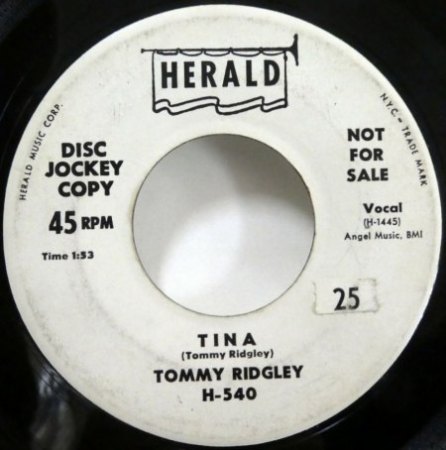 HERALD
HERALD MUSIC CORP.
N.Y.C - TRADE MARK
DISC
JOCKEY
COPY
45 RPM
Time 1:53
NOT
FOR
SALE
Vocal
(H-1445)
Angel Music, BMI
25
TINA
(Tommy Ridgley)
TOMMY RIDGLEY
H-540